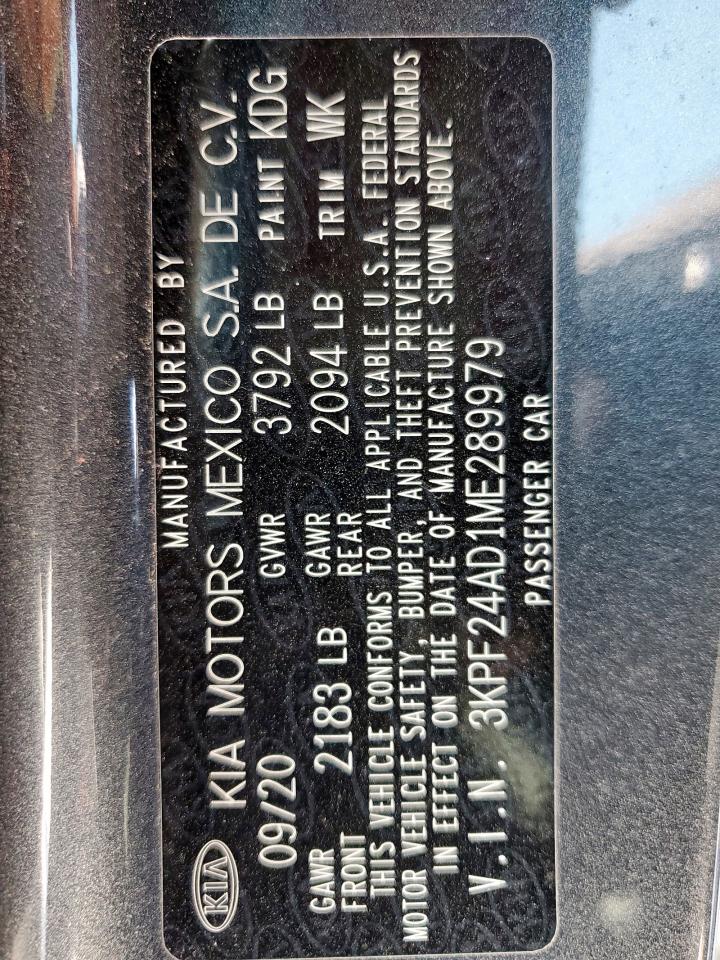 MANUFACTURED BY
KIA KIA MOTORS MEXICO S.A. DE C.V.
09/20 GVWR 3792 LB PAINT KDG
GAWR FRONT 2183 LB GAWR REAR 2094 LB TRIM WK
THIS VEHICLE CONFORMS TO ALL APPLICABLE U.S.A. FEDERAL
MOTOR VEHICLE SAFETY, BUMPER, AND THEFT PREVENTION STANDARDS
IN EFFECT ON THE DATE OF MANUFACTURE SHOWN ABOVE.
V.I.N. 3KPF24AD1ME289979
PASSENGER CAR